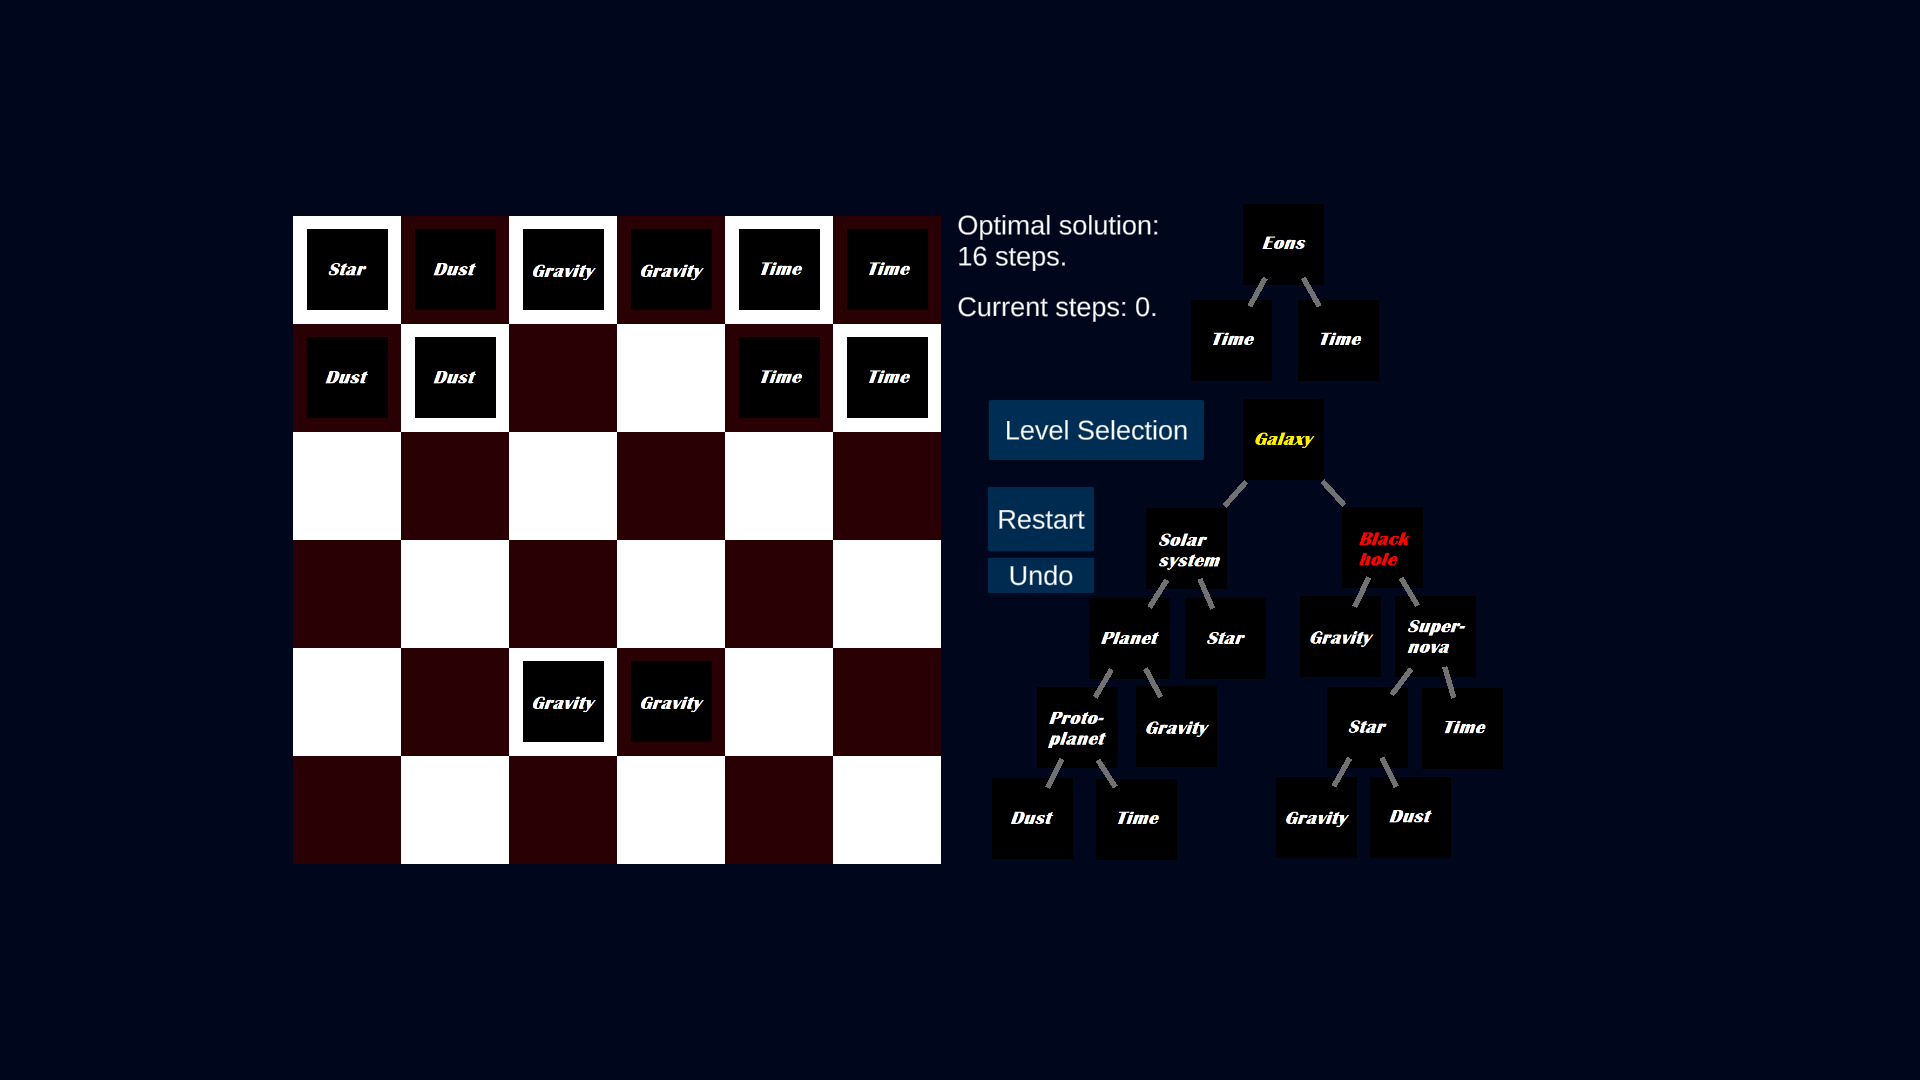 Star Dust Gravity Gravity Time Time
Dust Dust Time Time
Gravity Gravity
Optimal solution:
16 steps.
Current steps: 0.
Level Selection
Restart
Undo
Eons
Time Time
Galaxy
Solar
system
Black
hole
Planet Star Gravity
Super-
nova
Proto-
planet
Gravity Star Time
Dust Time Gravity Dust